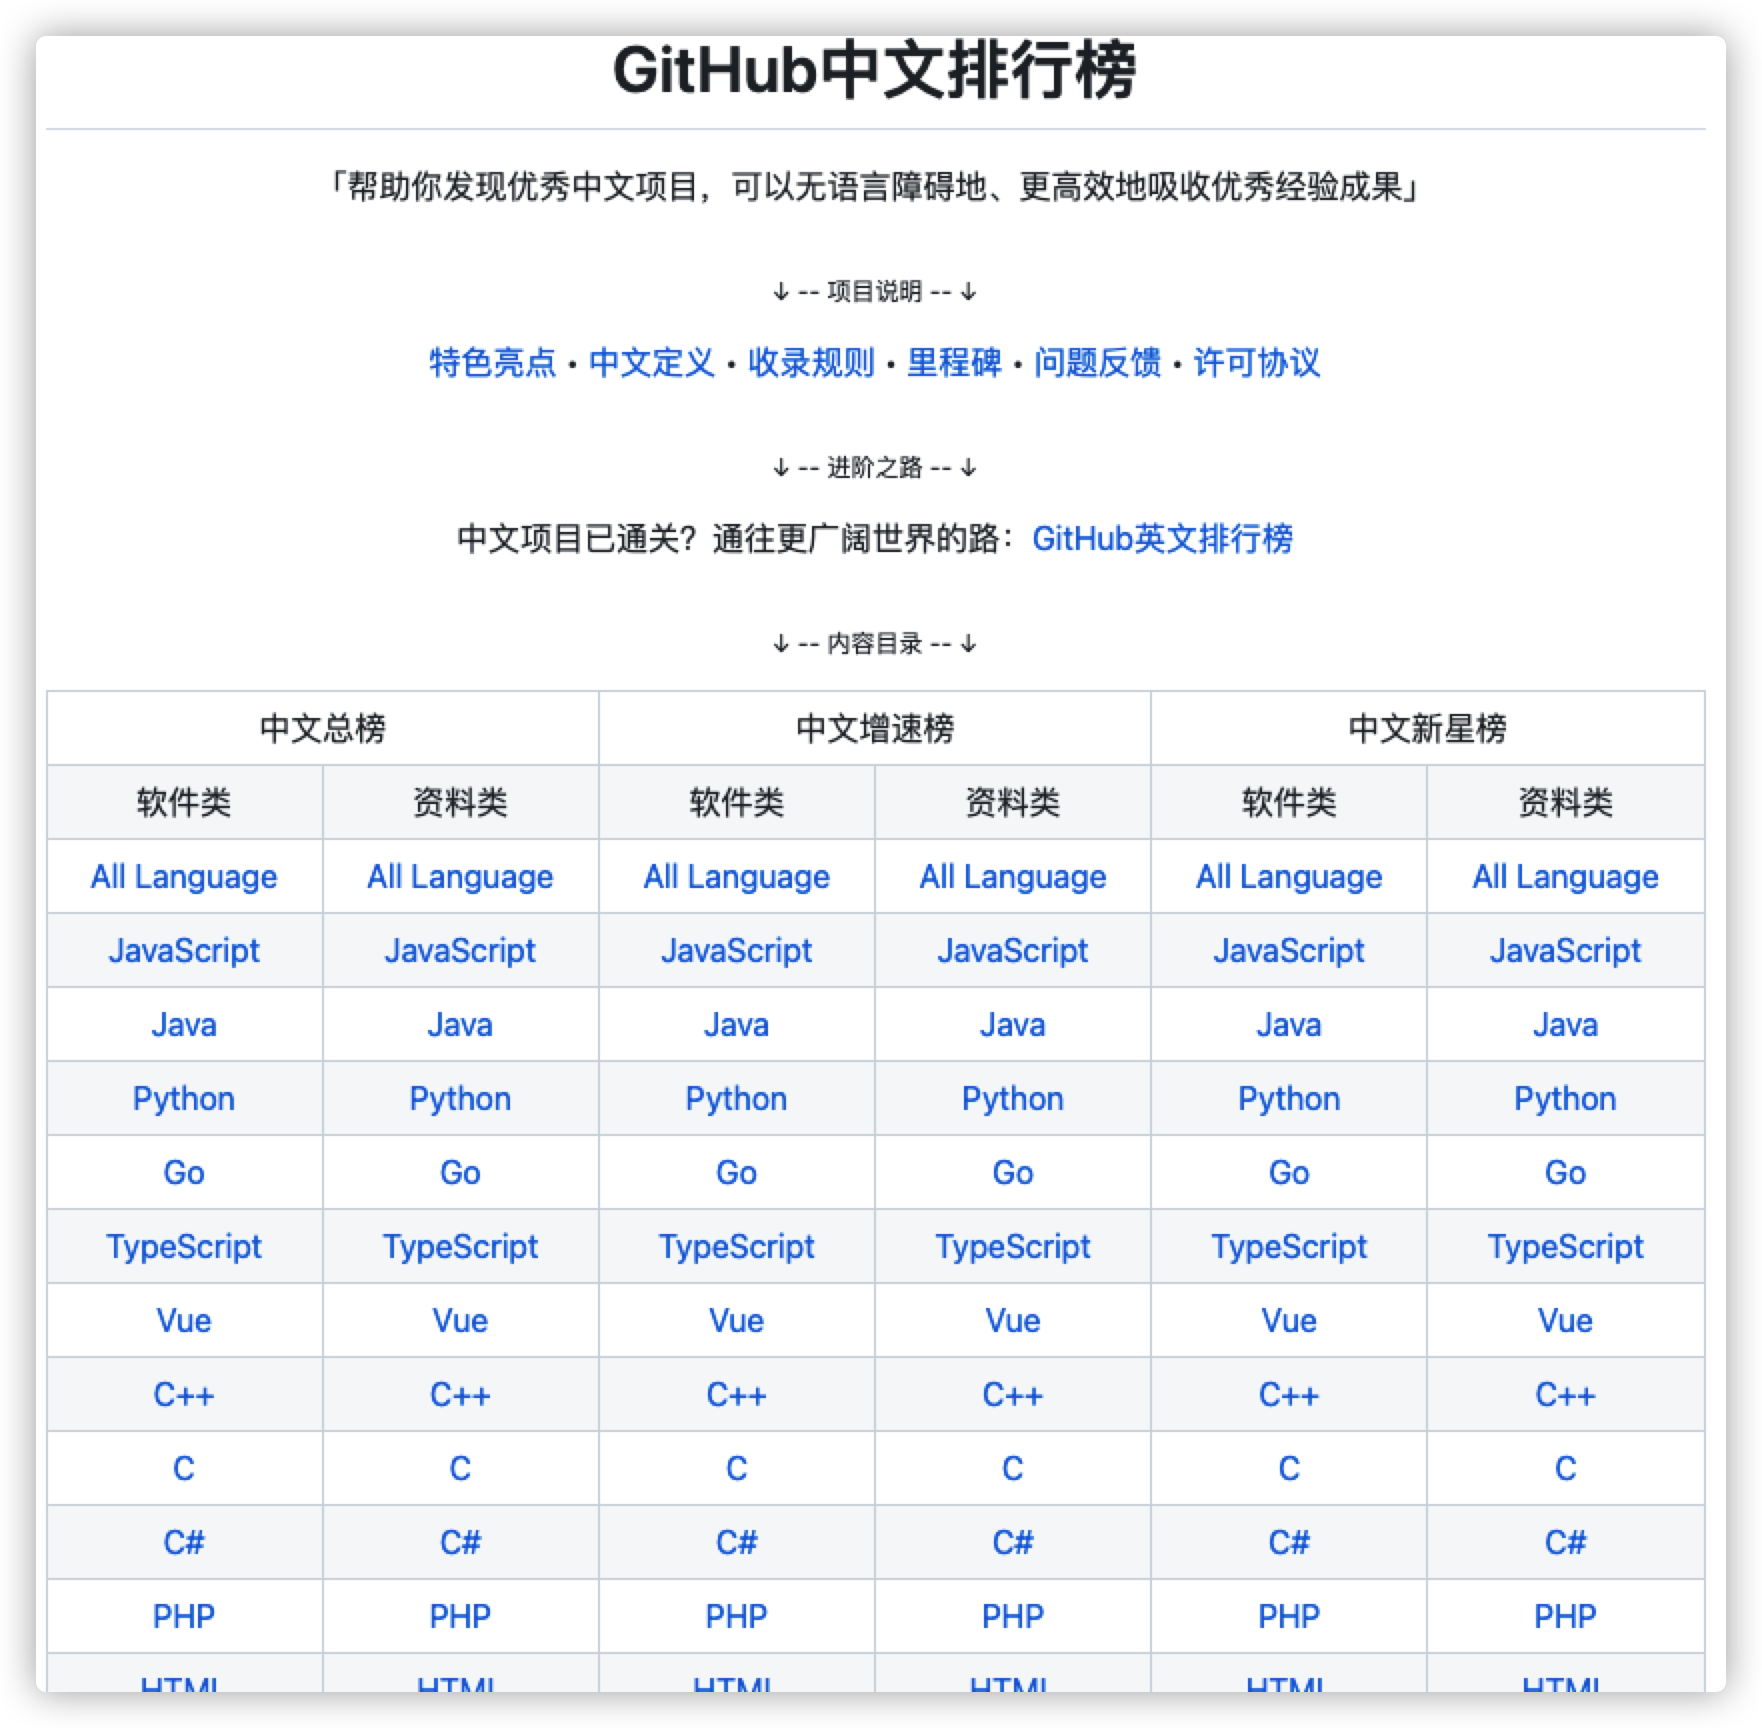 GitHub中文排行榜
「帮助你发现优秀中文项目，可以无语言障碍地、更高效地吸收优秀经验成果」
↓ -- 项目说明 -- ↓
特色亮点 • 中文定义 • 收录规则 • 里程碑 • 问题反馈 • 许可协议
↓ -- 进阶之路 -- ↓
中文项目已通关？通往更广阔世界的路：GitHub英文排行榜
↓ -- 内容目录 -- ↓
中文总榜 中文增速榜 中文新星榜
软件类 资料类 软件类 资料类 软件类 资料类
All Language All Language All Language All Language All Language All Language
JavaScript JavaScript JavaScript JavaScript JavaScript JavaScript
Java Java Java Java Java Java
Python Python Python Python Python Python
Go Go Go Go Go Go
TypeScript TypeScript TypeScript TypeScript TypeScript TypeScript
Vue Vue Vue Vue Vue Vue
C++ C++ C++ C++ C++ C++
C C C C C C
C# C# C# C# C# C#
PHP PHP PHP PHP PHP PHP
HTML HTML HTML HTML HTML HTML